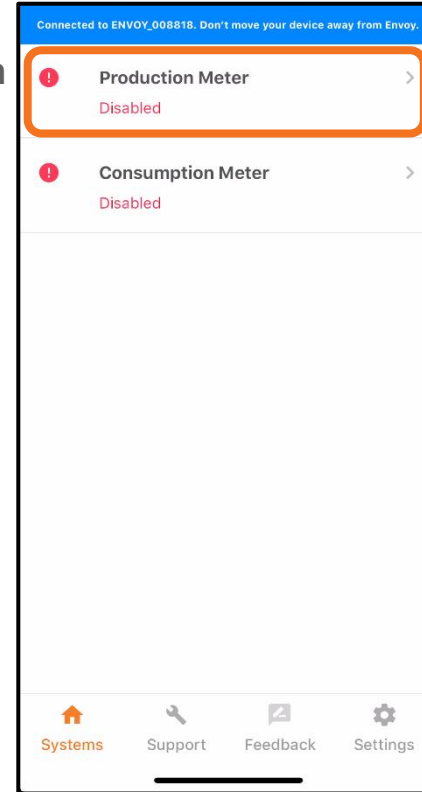 Connected to ENVOY_008818. Don't move your device away from Envoy.
Production Meter
Disabled
Consumption Meter
Disabled
Systems Support Feedback Settings